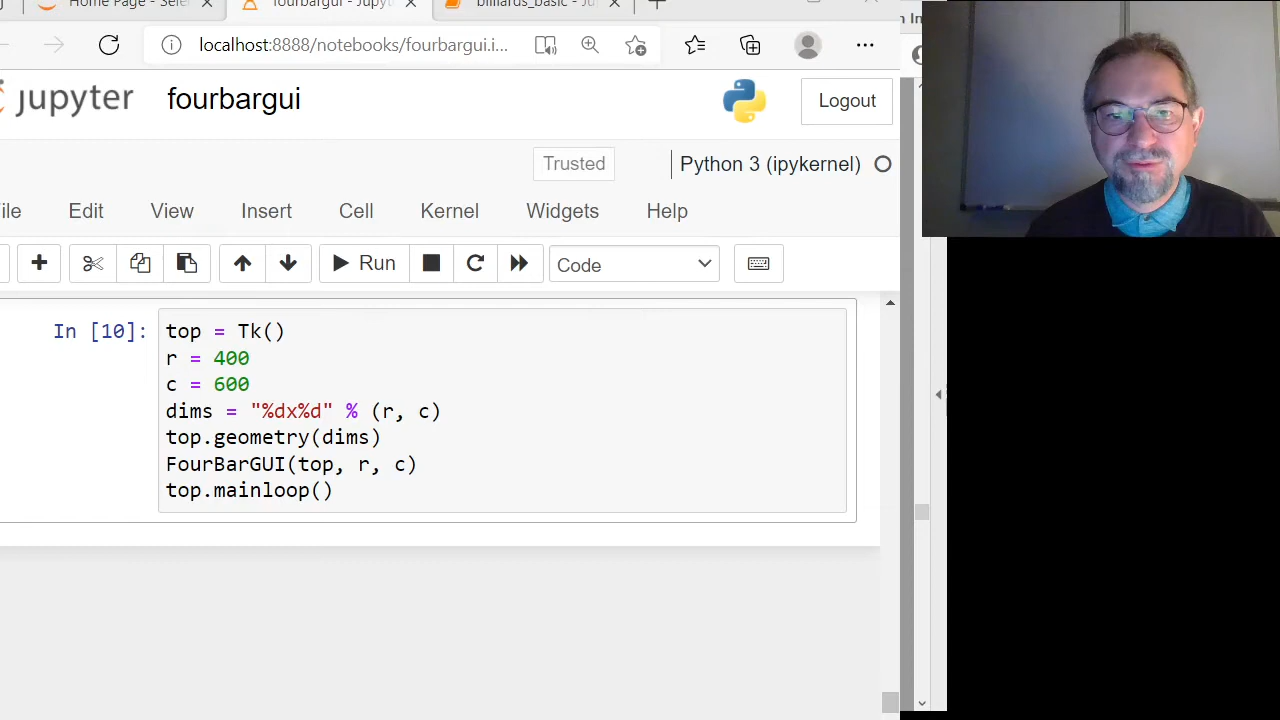 Home Page - Sele
fourbargui - Jupyt
billiards_basic - Ju
localhost:8888/notebooks/fourbargui.i...
jupyter fourbargui
Logout
Trusted
Python 3 (ipykernel)
ile Edit View Insert Cell Kernel Widgets Help
Run Code
In [10]:
top = Tk()
r = 400
c = 600
dims = "%dx%d" % (r, c)
top.geometry(dims)
FourBarGUI(top, r, c)
top.mainloop()